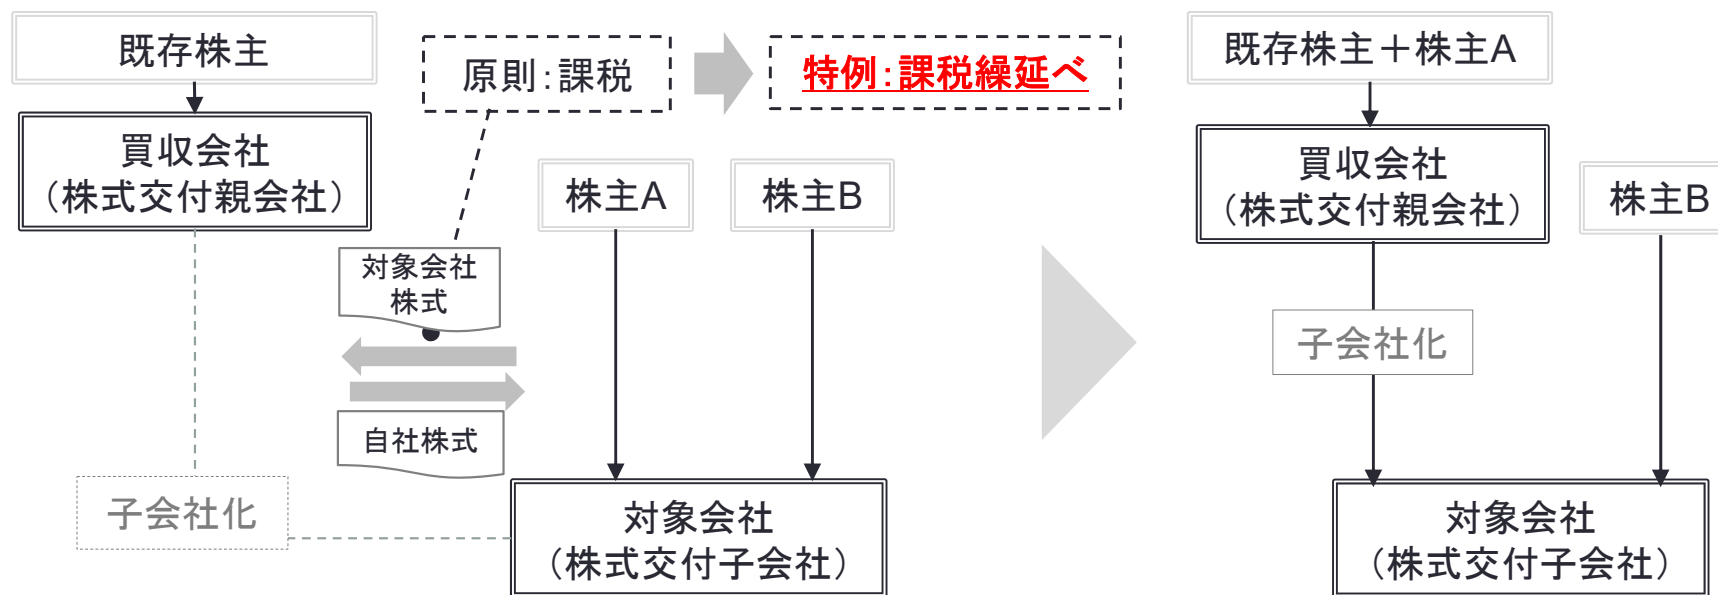 既存株主
買収会社
（株式交付親会社）
原則：課税
特例：課税繰延べ
株主A
株主B
対象会社
株式
自社株式
子会社化
対象会社
（株式交付子会社）
既存株主＋株主A
買収会社
（株式交付親会社）
株主B
子会社化
対象会社
（株式交付子会社）